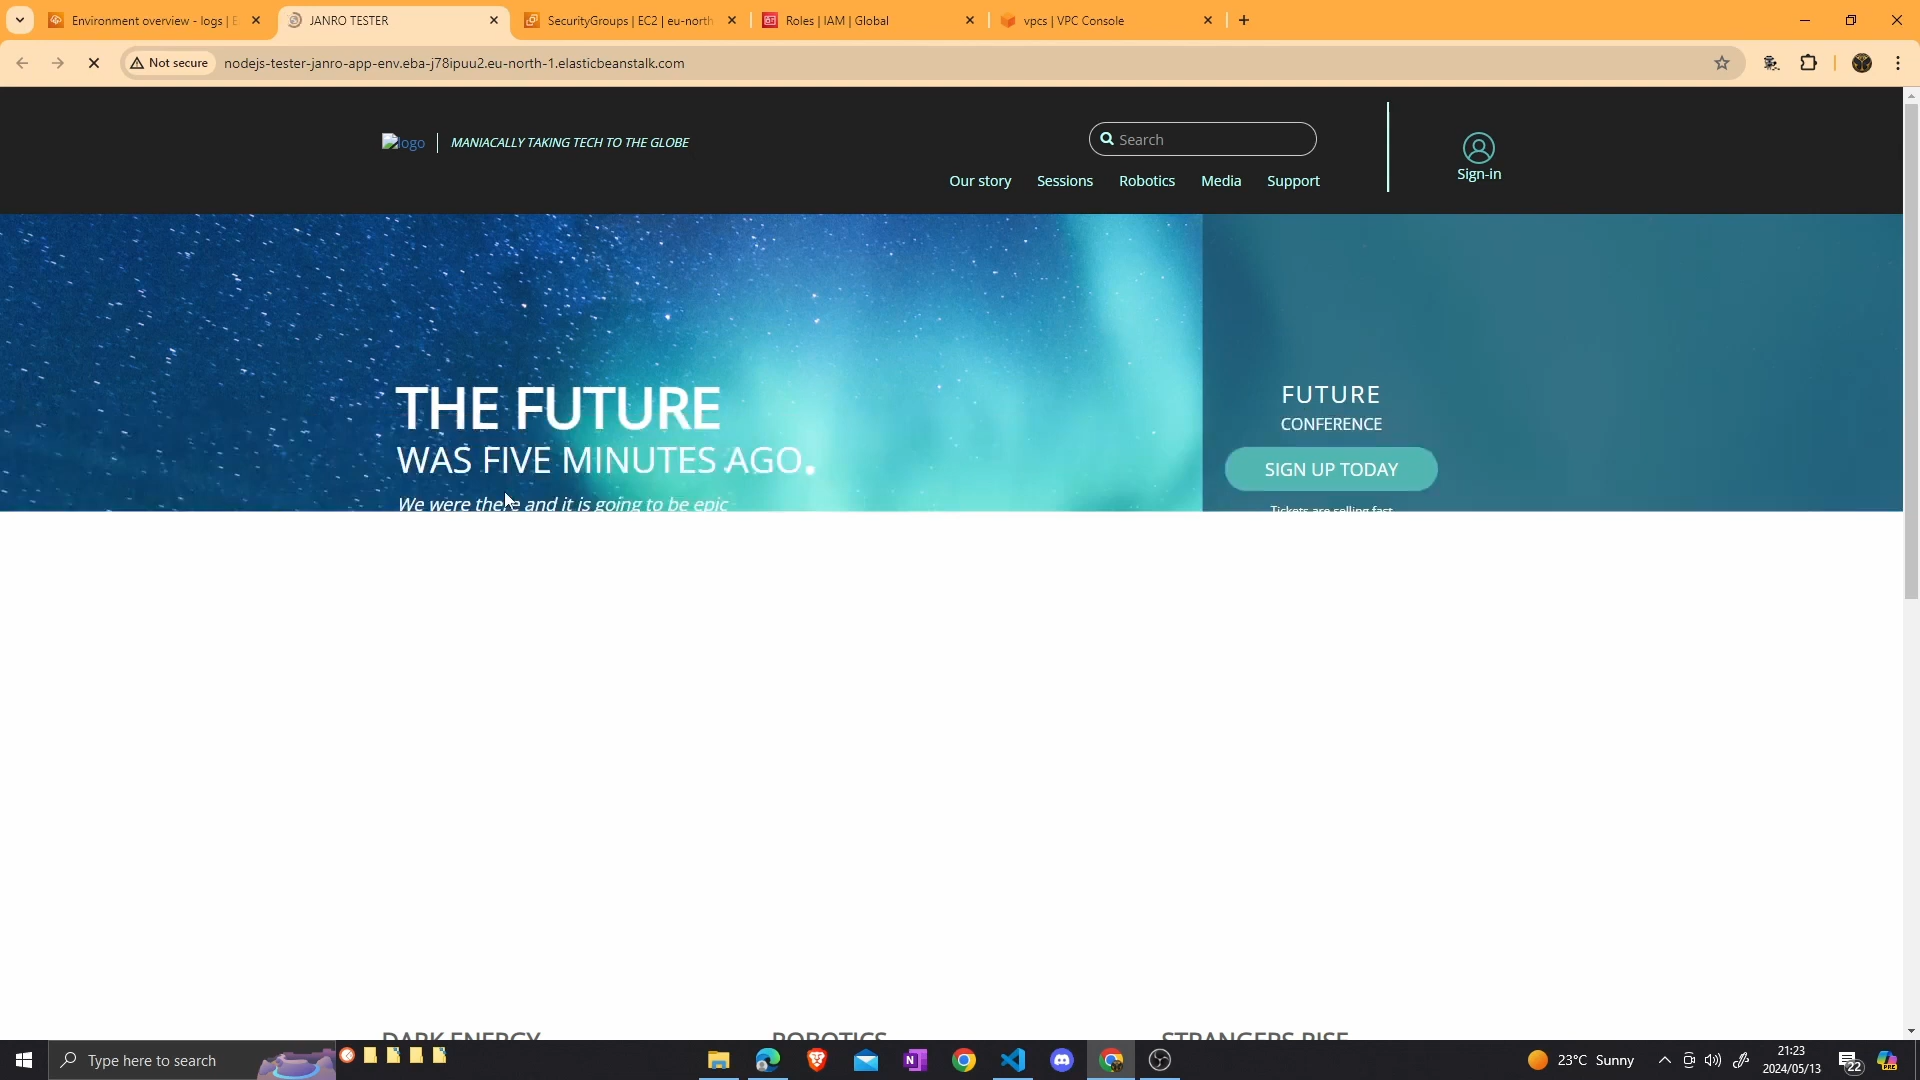 Environment overview - logs | E
JANRO TESTER
SecurityGroups | EC2 | eu-north
Roles | IAM | Global
vpcs | VPC Console
Not secure
nodejs-tester-janro-app-env.eba-j78ipuu2.eu-north-1.elasticbeanstalk.com
logo
MANIACALLY TAKING TECH TO THE GLOBE
Search
Our story
Sessions
Robotics
Media
Support
Sign-in
THE FUTURE
WAS FIVE MINUTES AGO.
We were there and it is going to be epic
FUTURE
CONFERENCE
SIGN UP TODAY
Tickets are selling fast
DARK ENERGY
ROBOTICS
STRANGERS RISE
Type here to search
23°C Sunny
21:23
2024/05/13
22
PRE